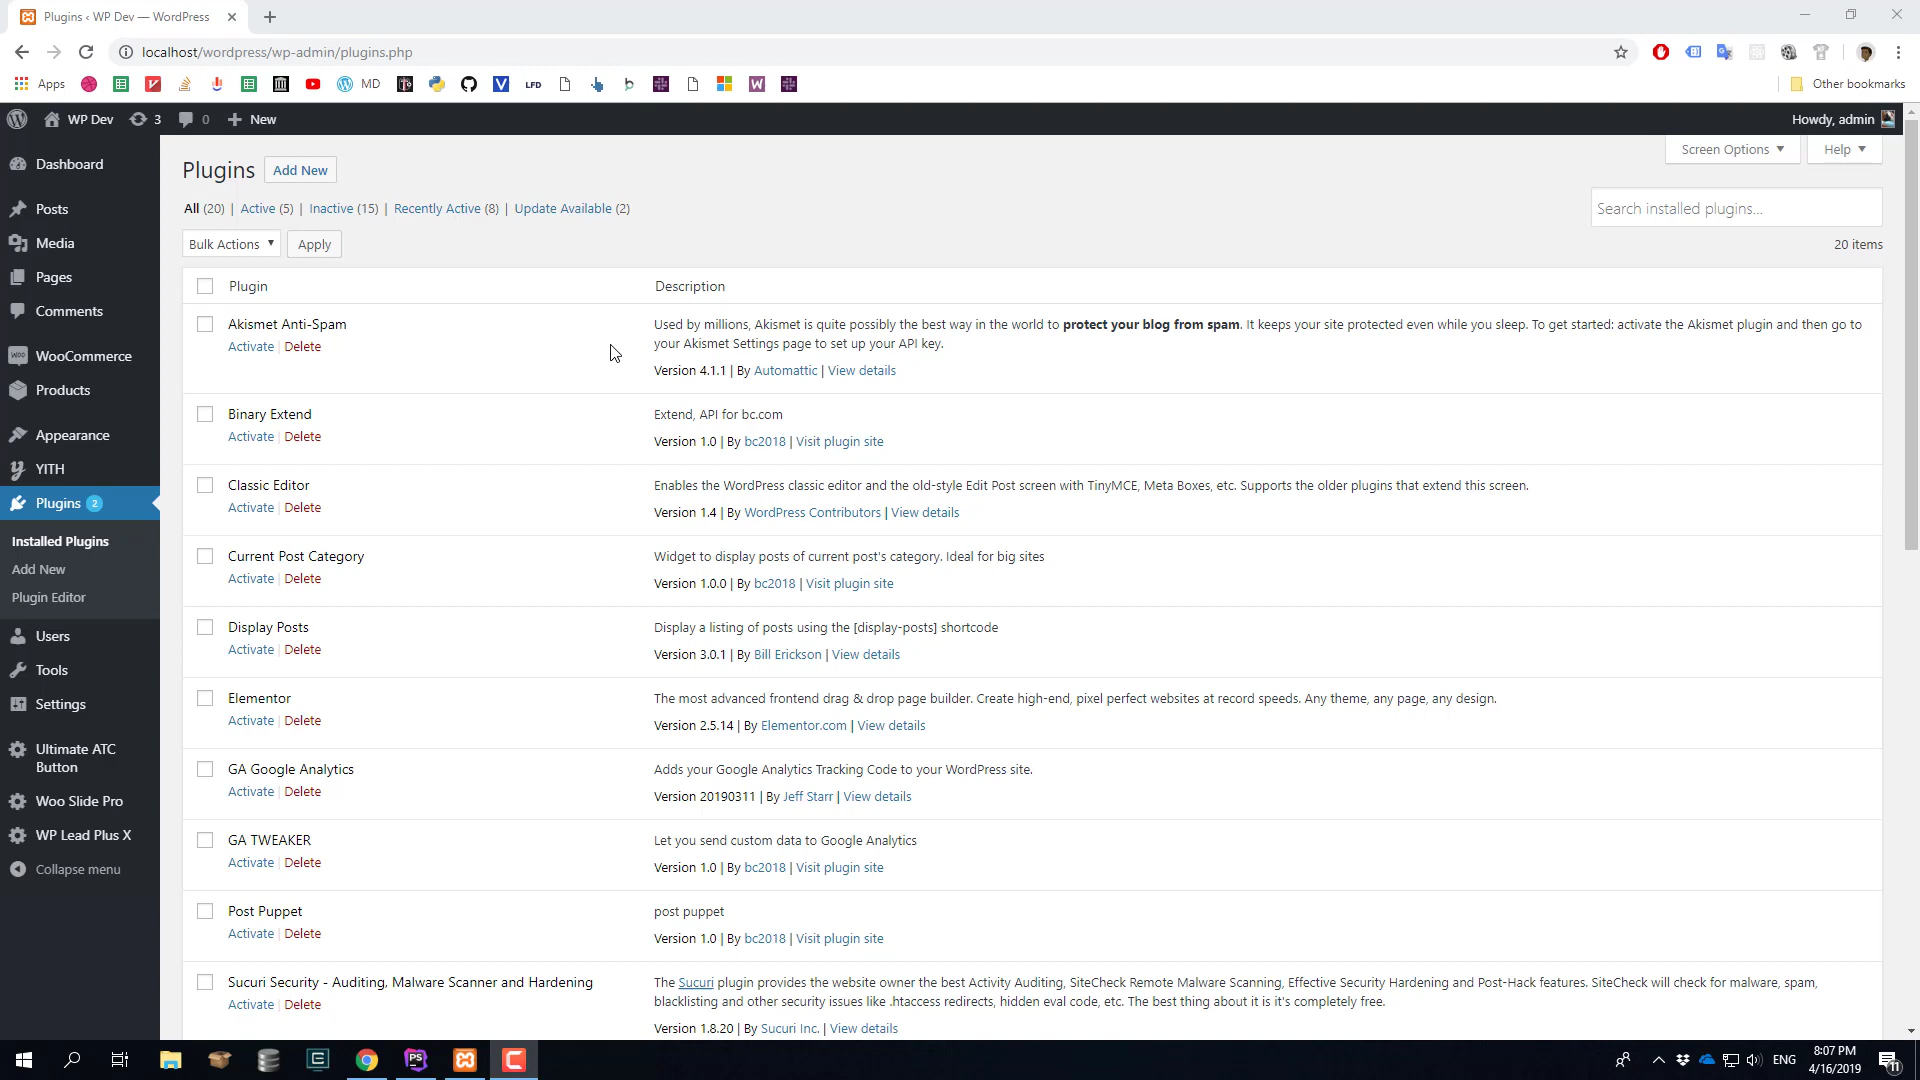 Plugins ‹ WP Dev — WordPress
localhost/wordpress/wp-admin/plugins.php
Apps
MD
LFD
Other bookmarks
WP Dev
3
0
New
Howdy, admin
Screen Options
Help
Dashboard
Posts
Media
Pages
Comments
WooCommerce
Products
Appearance
YITH
Plugins 2
Installed Plugins
Add New
Plugin Editor
Users
Tools
Settings
Ultimate ATC
Button
Woo Slide Pro
WP Lead Plus X
Collapse menu
Plugins Add New
All (20) | Active (5) | Inactive (15) | Recently Active (8) | Update Available (2)
Search installed plugins...
Bulk Actions
Apply
20 items
Plugin
Description
Akismet Anti-Spam
Activate | Delete
Used by millions, Akismet is quite possibly the best way in the world to protect your blog from spam. It keeps your site protected even while you sleep. To get started: activate the Akismet plugin and then go to
your Akismet Settings page to set up your API key.
Version 4.1.1 | By Automattic | View details
Binary Extend
Activate | Delete
Extend, API for bc.com
Version 1.0 | By bc2018 | Visit plugin site
Classic Editor
Activate | Delete
Enables the WordPress classic editor and the old-style Edit Post screen with TinyMCE, Meta Boxes, etc. Supports the older plugins that extend this screen.
Version 1.4 | By WordPress Contributors | View details
Current Post Category
Activate | Delete
Widget to display posts of current post's category. Ideal for big sites
Version 1.0.0 | By bc2018 | Visit plugin site
Display Posts
Activate | Delete
Display a listing of posts using the [display-posts] shortcode
Version 3.0.1 | By Bill Erickson | View details
Elementor
Activate | Delete
The most advanced frontend drag & drop page builder. Create high-end, pixel perfect websites at record speeds. Any theme, any page, any design.
Version 2.5.14 | By Elementor.com | View details
GA Google Analytics
Activate | Delete
Adds your Google Analytics Tracking Code to your WordPress site.
Version 20190311 | By Jeff Starr | View details
GA TWEAKER
Activate | Delete
Let you send custom data to Google Analytics
Version 1.0 | By bc2018 | Visit plugin site
Post Puppet
Activate | Delete
post puppet
Version 1.0 | By bc2018 | Visit plugin site
Sucuri Security - Auditing, Malware Scanner and Hardening
Activate | Delete
The Sucuri plugin provides the website owner the best Activity Auditing, SiteCheck Remote Malware Scanning, Effective Security Hardening and Post-Hack features. SiteCheck will check for malware, spam,
blacklisting and other security issues like .htaccess redirects, hidden eval code, etc. The best thing about it is it's completely free.
Version 1.8.20 | By Sucuri Inc. | View details
ENG
8:07 PM
4/16/2019
11